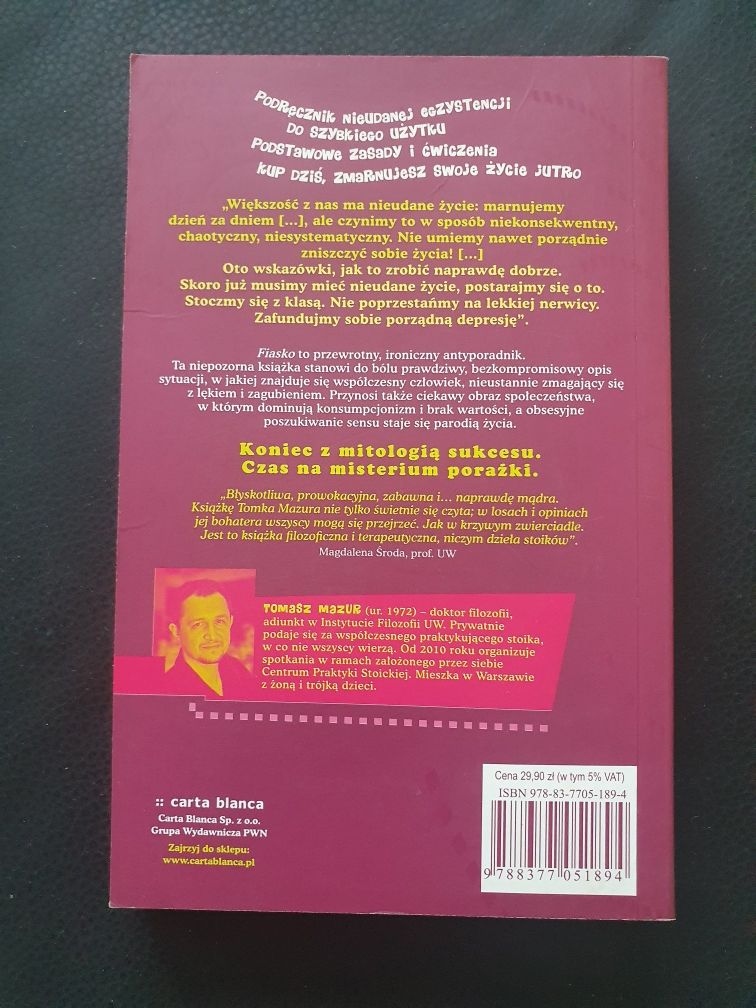 PODRĘCZNIK NIEUDANEJ EGZYSTENCJI
DO SZYBKIEGO UŻYTKU
PODSTAWOWE ZASADY I ĆWICZENIA
KUP DZIŚ, ZMARNUJESZ SWOJE ŻYCIE JUTRO
„Większość z nas ma nieudane życie: marnujemy
dzień za dniem [...], ale czynimy to w sposób niekonsekwentny,
chaotyczny, niesystematyczny. Nie umiemy nawet porządnie
zniszczyć sobie życia! [...]
Oto wskazówki, jak to zrobić naprawdę dobrze.
Skoro już musimy mieć nieudane życie, postarajmy się o to.
Stoczmy się z klasą. Nie poprzestańmy na lekkiej nerwicy.
Zafundujmy sobie porządną depresję”.
Fiasko to przewrotny, ironiczny antyporadnik.
Ta niepozorna książka stanowi do bólu prawdziwy, bezkompromisowy opis
sytuacji, w jakiej znajduje się współczesny człowiek, nieustannie zmagający się
z lękiem i zagubieniem. Przynosi także ciekawy obraz społeczeństwa,
w którym dominują konsumpcjonizm i brak wartości, a obsesyjne
poszukiwanie sensu staje się parodią życia.
Koniec z mitologią sukcesu.
Czas na misterium porażki.
„Błyskotliwa, prowokacyjna, zabawna i... naprawdę mądra.
Książkę Tomka Mazura nie tylko świetnie się czyta; w losach i opiniach
jej bohatera wszyscy mogą się przejrzeć. Jak w krzywym zwierciadle.
Jest to książka filozoficzna i terapeutyczna, niczym dzieła stoików”.
Magdalena Środa, prof. UW
TOMASZ MAZUR (ur. 1972) – doktor filozofii,
adiunkt w Instytucie Filozofii UW. Prywatnie
podaje się za współczesnego praktykującego stoika,
w co nie wszyscy wierzą. Od 2010 roku organizuje
spotkania w ramach założonego przez siebie
Centrum Praktyki Stoickiej. Mieszka w Warszawie
z żoną i trójką dzieci.
:: carta blanca
Carta Blanca Sp. z o.o.
Grupa Wydawnicza PWN
Zajrzyj do sklepu:
www.cartablanca.pl
Cena 29,90 zł (w tym 5% VAT)
ISBN 978-83-7705-189-4
9 788377 051894